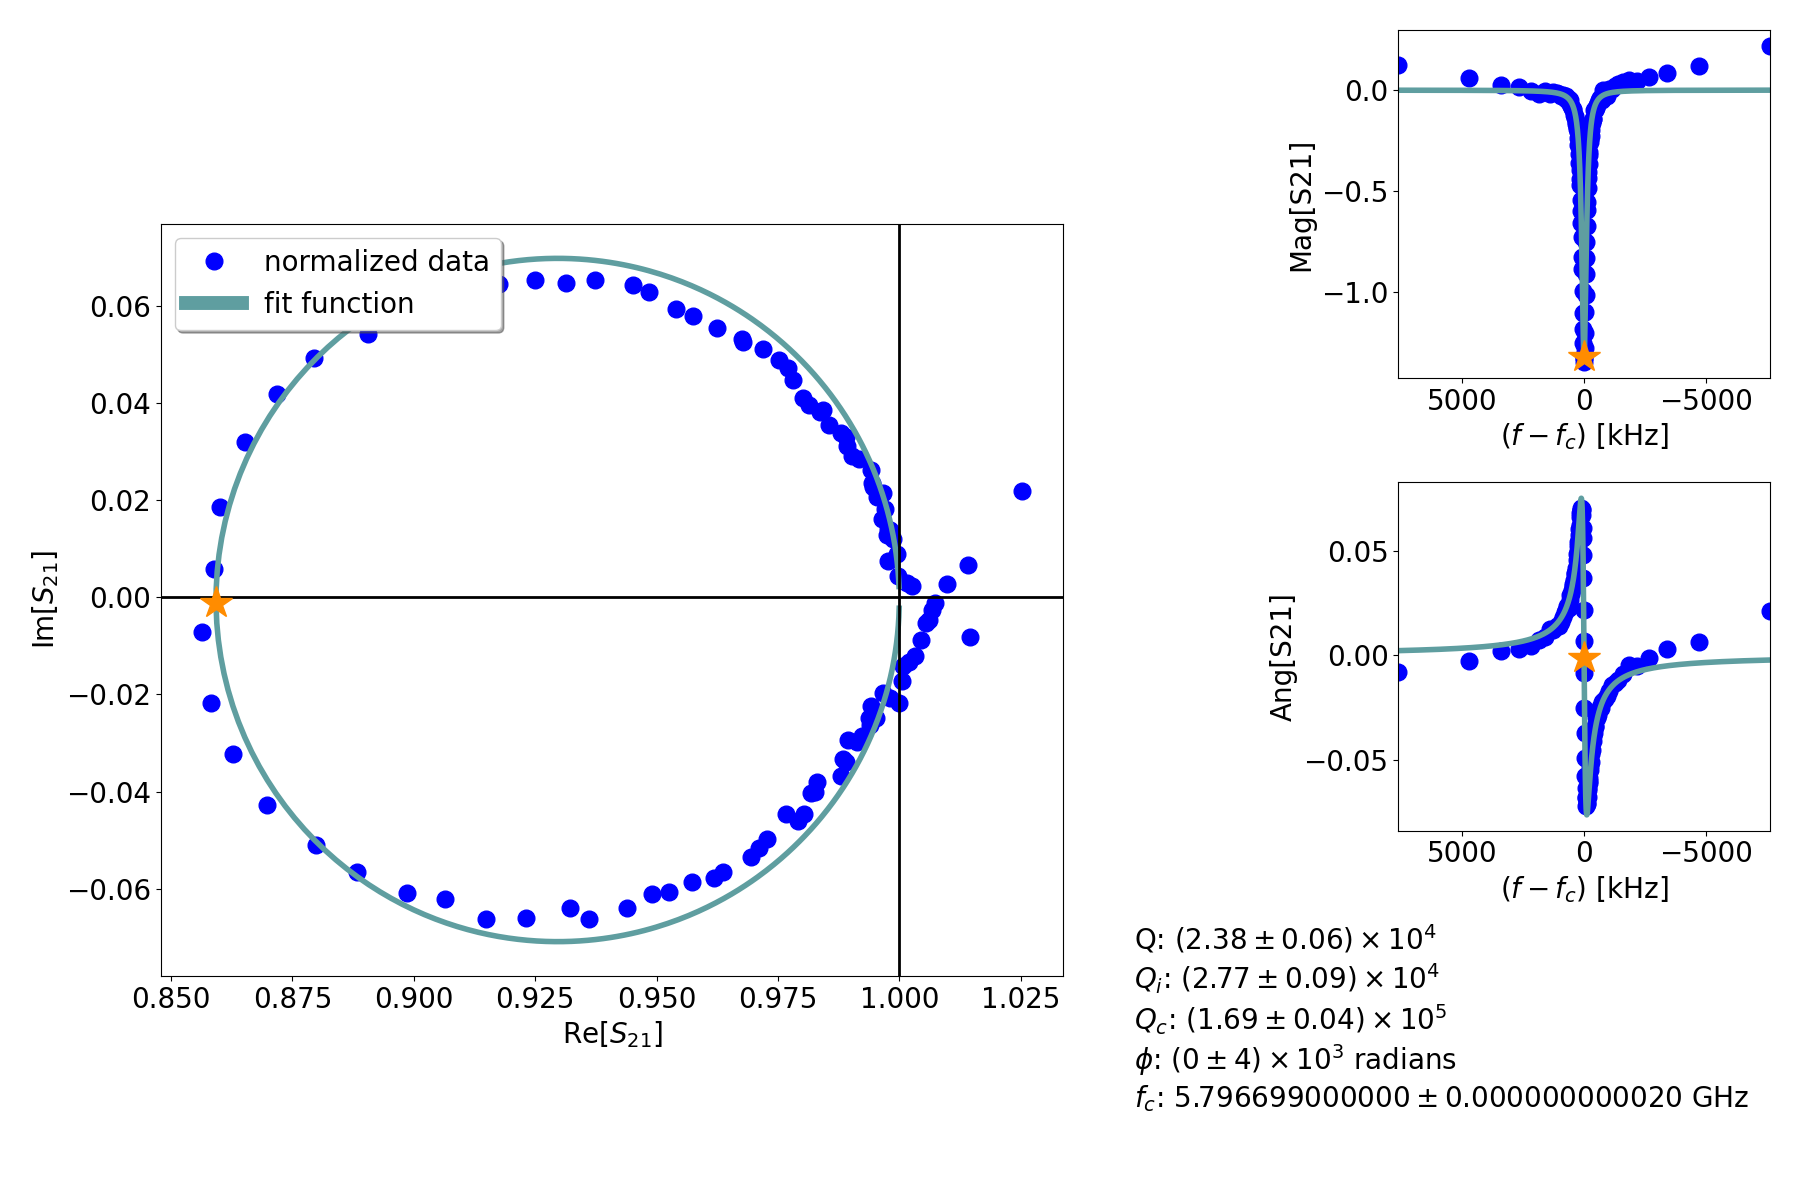 normalized data
fit function
0.06
0.04
0.02
0.00
−0.02
−0.04
−0.06
Im[S21]
0.850 0.875 0.900 0.925 0.950 0.975 1.000 1.025
Re[S21]
0.0
−0.5
−1.0
Mag[S21]
5000 0 −5000
(f − fc) [kHz]
0.05
0.00
−0.05
Ang[S21]
5000 0 −5000
(f − fc) [kHz]
Q: (2.38 ± 0.06) × 10^4
Qi: (2.77 ± 0.09) × 10^4
Qc: (1.69 ± 0.04) × 10^5
ϕ: (0 ± 4) × 10^3 radians
fc: 5.796699000000 ± 0.000000000020 GHz